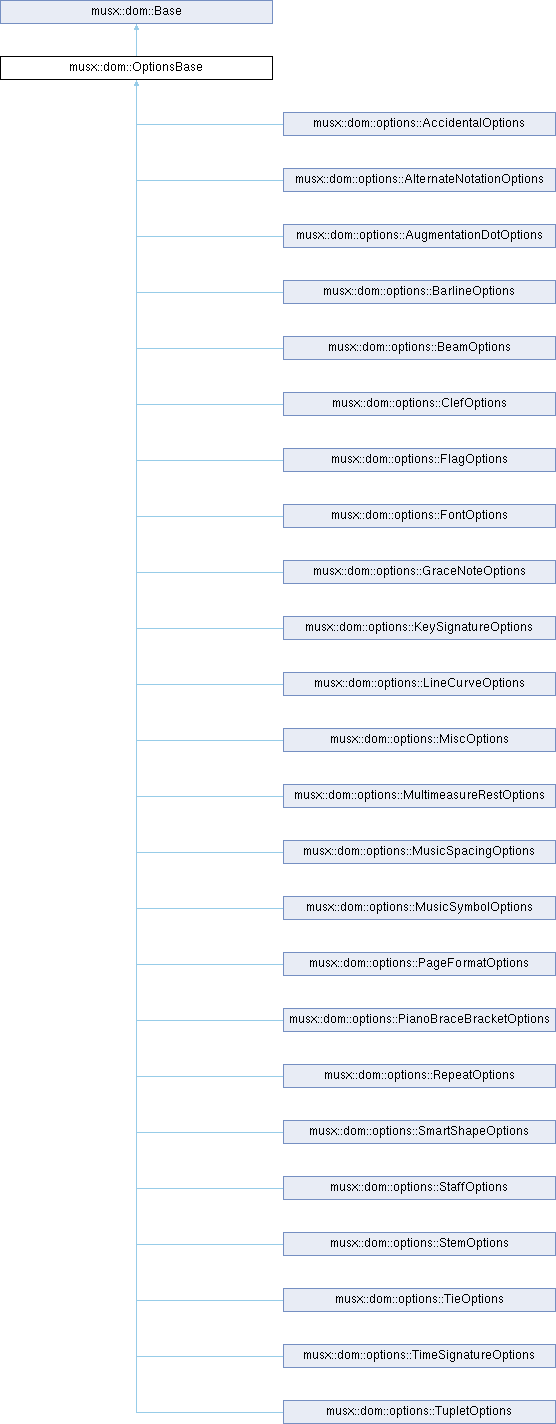 musx::dom::Base
musx::dom::OptionsBase
musx::dom::options::AccidentalOptions
musx::dom::options::AlternateNotationOptions
musx::dom::options::AugmentationDotOptions
musx::dom::options::BarlineOptions
musx::dom::options::BeamOptions
musx::dom::options::ClefOptions
musx::dom::options::FlagOptions
musx::dom::options::FontOptions
musx::dom::options::GraceNoteOptions
musx::dom::options::KeySignatureOptions
musx::dom::options::LineCurveOptions
musx::dom::options::MiscOptions
musx::dom::options::MultimeasureRestOptions
musx::dom::options::MusicSpacingOptions
musx::dom::options::MusicSymbolOptions
musx::dom::options::PageFormatOptions
musx::dom::options::PianoBraceBracketOptions
musx::dom::options::RepeatOptions
musx::dom::options::SmartShapeOptions
musx::dom::options::StaffOptions
musx::dom::options::StemOptions
musx::dom::options::TieOptions
musx::dom::options::TimeSignatureOptions
musx::dom::options::TupletOptions